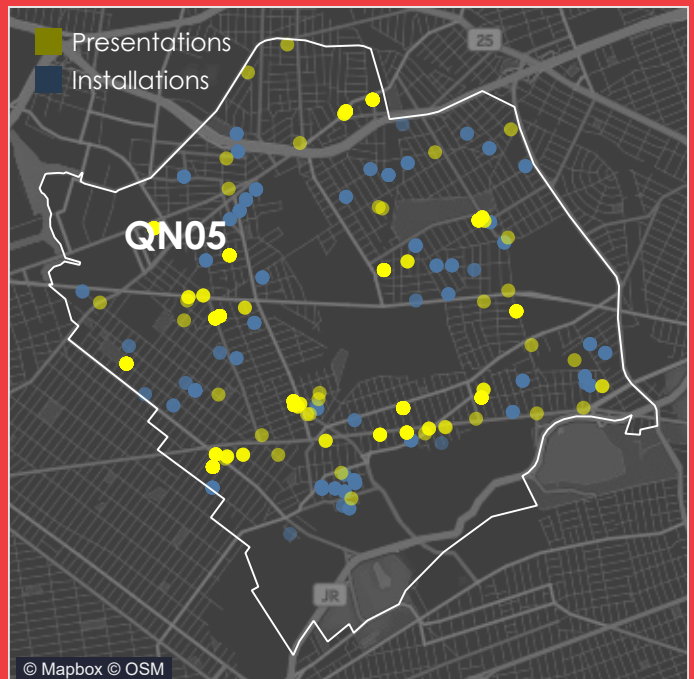 Presentations
25
Installations
QN05
JR
© Mapbox © OSM